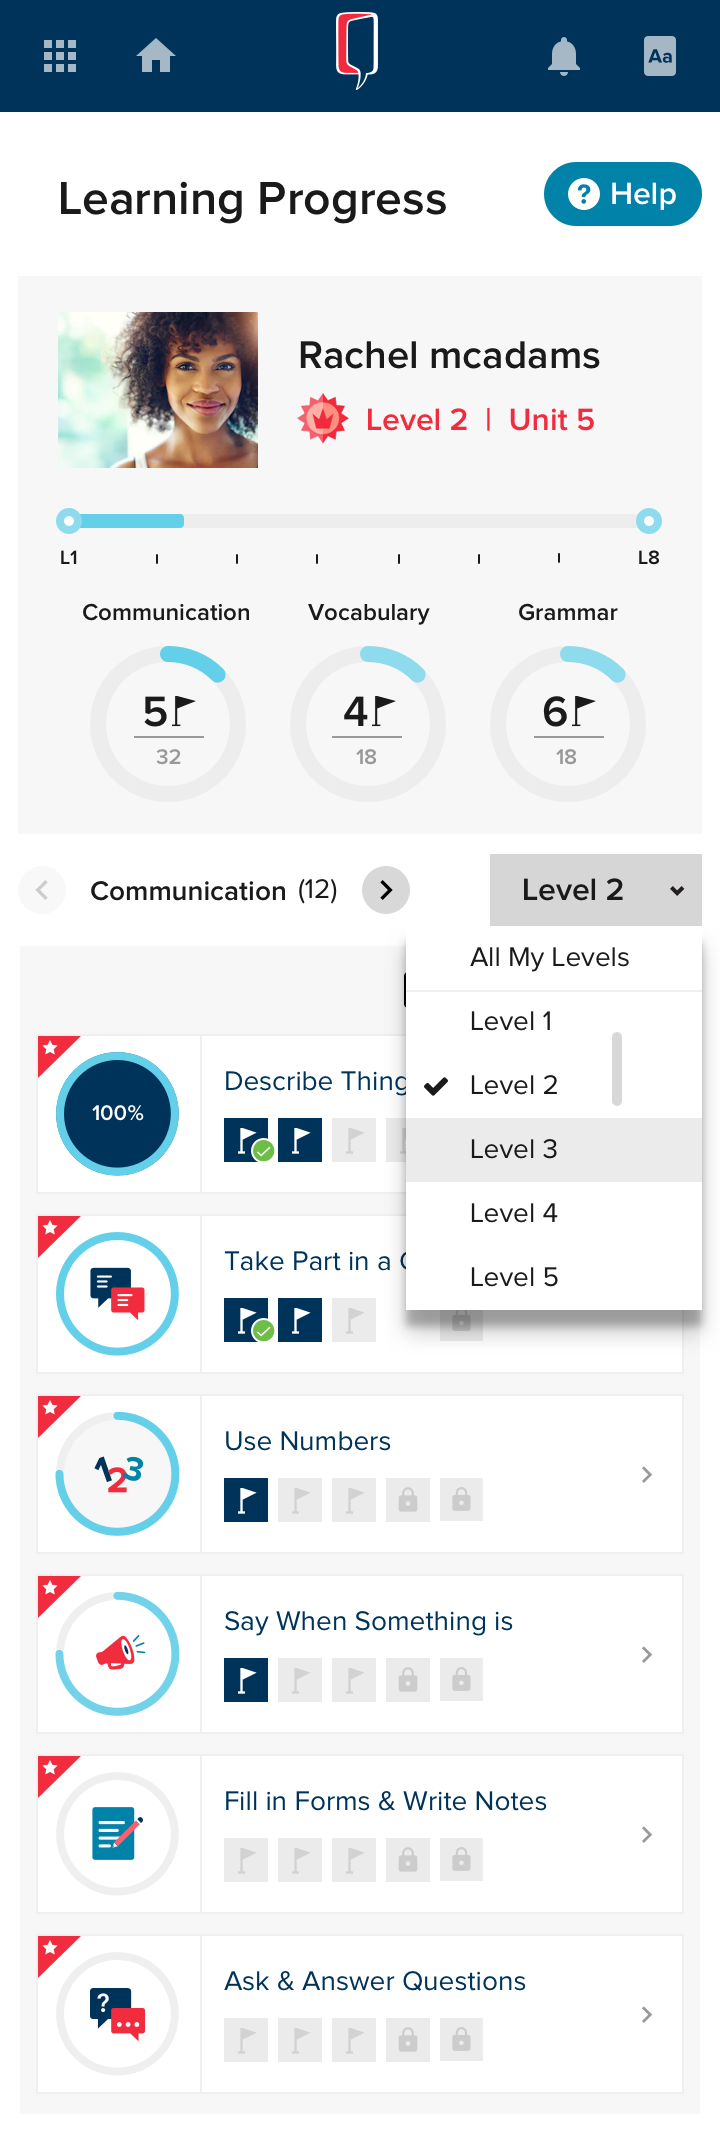 Aa
Learning Progress
? Help
Rachel mcadams
Level 2 | Unit 5
L1 L8
Communication Vocabulary Grammar
5 4 6
32 18 18
Communication (12)
Level 2
All My Levels
Level 1
Level 2
Level 3
Level 4
Level 5
100%
Describe Thing
Take Part in a
123
Use Numbers
Say When Something is
Fill in Forms & Write Notes
?
Ask & Answer Questions